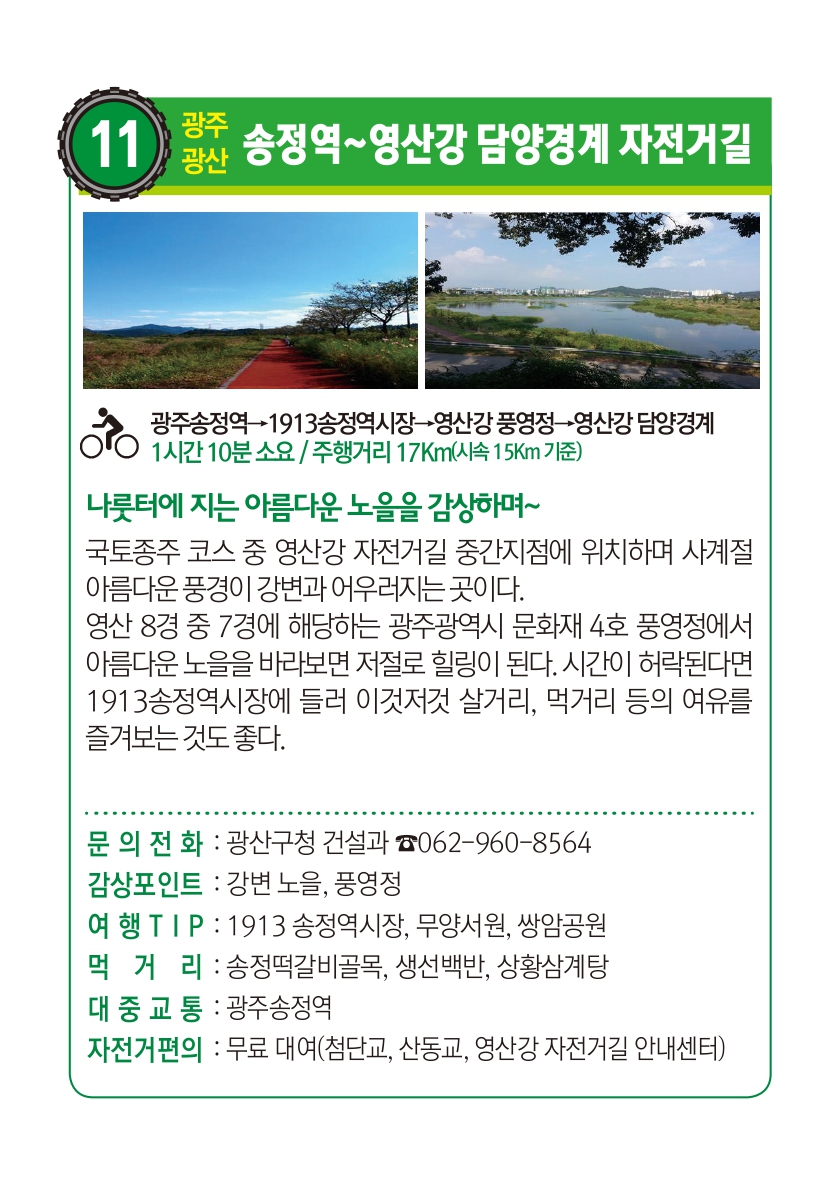 11
광주
광산
송정역~영산강 담양경계 자전거길
광주송정역→1913송정역시장→영산강 풍영정→영산강 담양경계
1시간 10분 소요 / 주행거리 17Km(시속 15Km 기준)
나룻터에 지는 아름다운 노을을 감상하며~
국토종주 코스 중 영산강 자전거길 중간지점에 위치하며 사계절
아름다운 풍경이 강변과 어우러지는 곳이다.
영산 8경 중 7경에 해당하는 광주광역시 문화재 4호 풍영정에서
아름다운 노을을 바라보면 저절로 힐링이 된다. 시간이 허락된다면
1913송정역시장에 들러 이것저것 살거리, 먹거리 등의 여유를
즐겨보는 것도 좋다.
문 의 전 화 : 광산구청 건설과 ☎062-960-8564
감상포인트 : 강변 노을, 풍영정
여 행 T I P : 1913 송정역시장, 무양서원, 쌍암공원
먹 거 리 : 송정떡갈비골목, 생선백반, 상황삼계탕
대 중 교 통 : 광주송정역
자전거편의 : 무료 대여(첨단교, 산동교, 영산강 자전거길 안내센터)